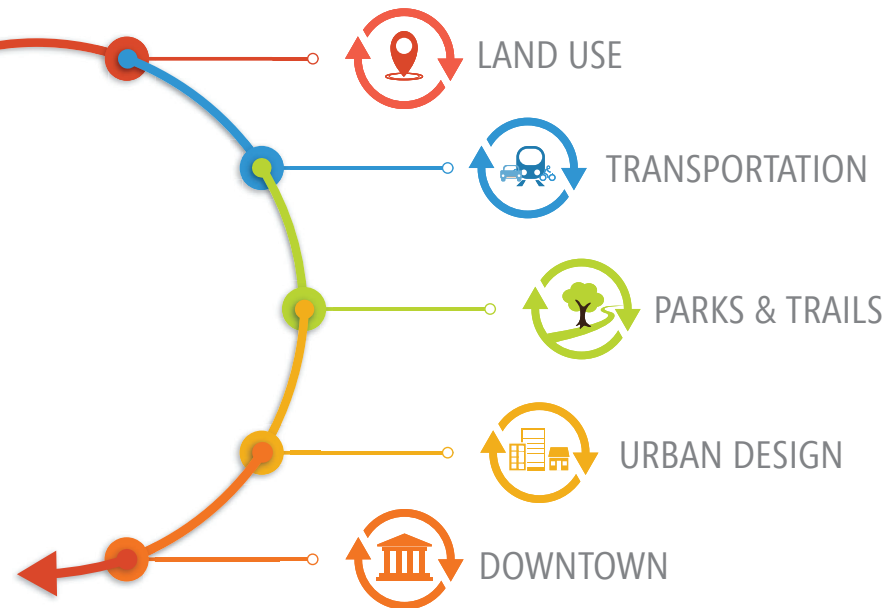 LAND USE
TRANSPORTATION
PARKS & TRAILS
URBAN DESIGN
DOWNTOWN